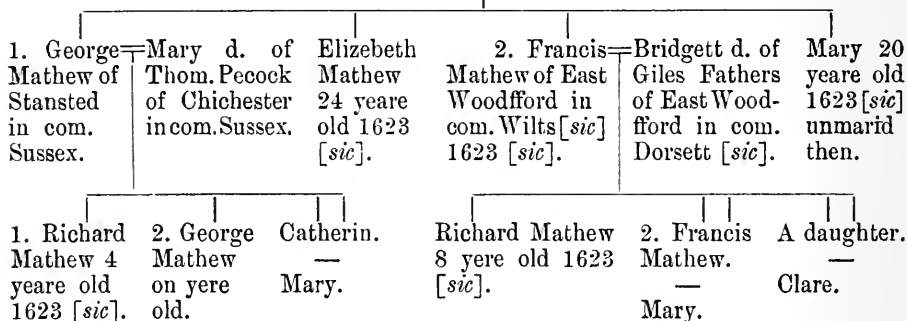 1. George
Mathew of
Stansted
in com.
Sussex.
Mary d. of
Thom. Pecock
of Chichester
in com. Sussex.
Elizebeth
Mathew
24 yeare
old 1623
[sic].
2. Francis
Mathew of East
Woodfford in
com. Wilts [sic]
1623 [sic].
Bridgett d. of
Giles Fathers
of East Wood-
fford in com.
Dorsett [sic].
Mary 20
yeare old
1623 [sic]
unmarid
then.
1. Richard
Mathew 4
yeare old
1623 [sic].
2. George
Mathew
on yere
old.
Catherin.
—
Mary.
Richard Mathew
8 yere old 1623
[sic].
2. Francis
Mathew.
—
Mary.
A daughter.
—
Clare.